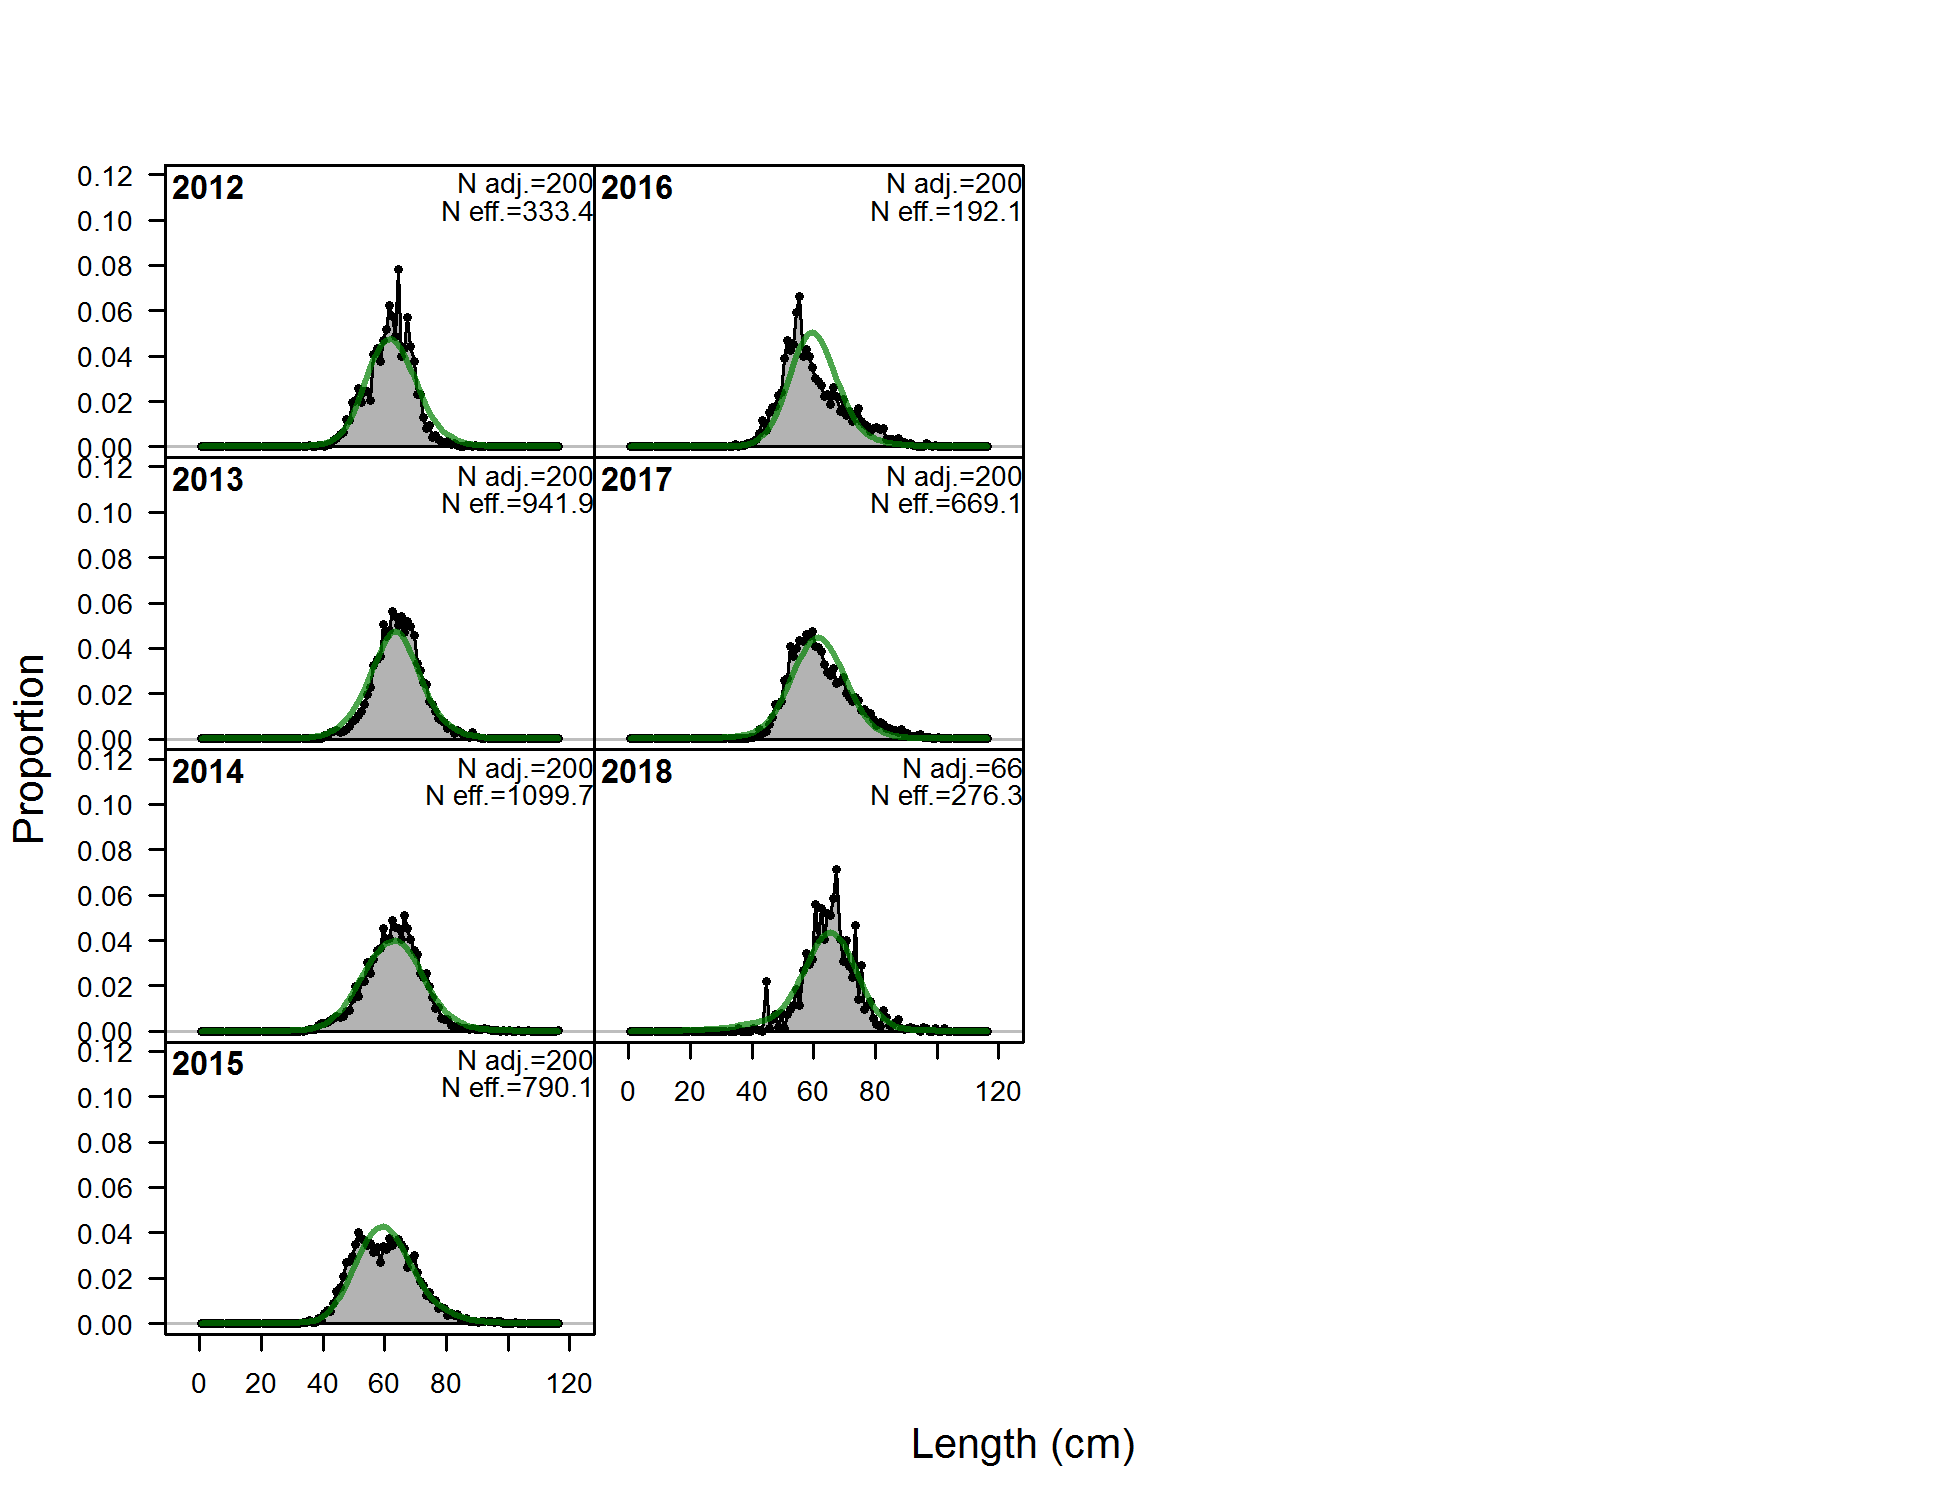 Proportion
0.12
0.10
0.08
0.06
0.04
0.02
0.00
2012
N adj.=200
N eff.=333.4
2016
N adj.=200
N eff.=192.1
0.12
0.10
0.08
0.06
0.04
0.02
0.00
2013
N adj.=200
N eff.=941.9
2017
N adj.=200
N eff.=669.1
0.12
0.10
0.08
0.06
0.04
0.02
0.00
2014
N adj.=200
N eff.=1099.7
2018
N adj.=66
N eff.=276.3
0 20 40 60 80 120
0.12
0.10
0.08
0.06
0.04
0.02
0.00
2015
N adj.=200
N eff.=790.1
0 20 40 60 80 120
Length (cm)